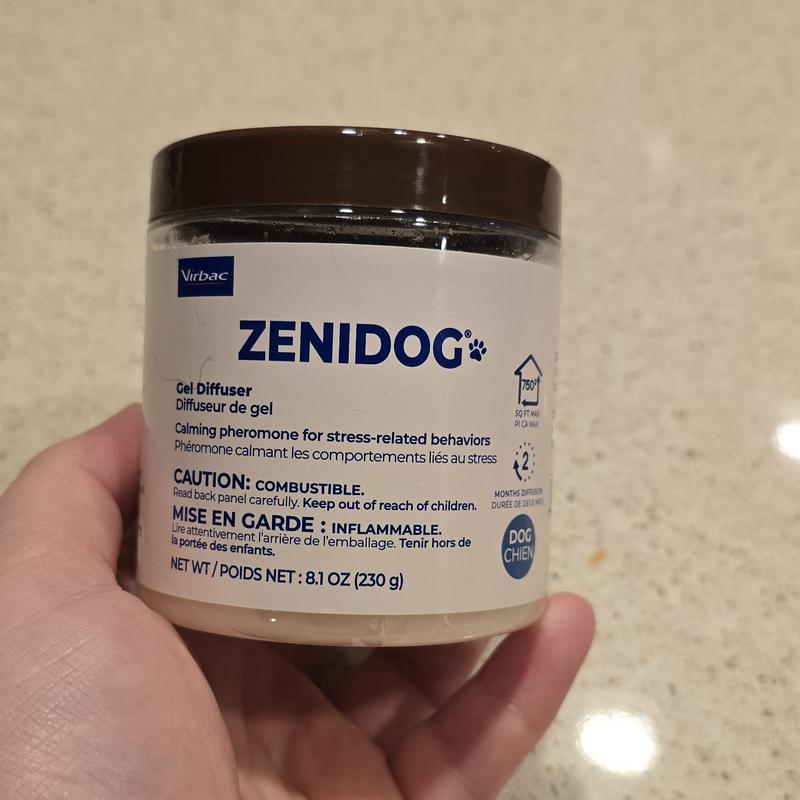 Virbac
ZENIDOG®
Gel Diffuser
Diffuseur de gel
Calming pheromone for stress-related behaviors
Phéromone calmant les comportements liés au stress
CAUTION: COMBUSTIBLE.
Read back panel carefully. Keep out of reach of children.
MISE EN GARDE : INFLAMMABLE.
Lire attentivement l'arrière de l'emballage. Tenir hors de
la portée des enfants.
NET WT / POIDS NET : 8.1 OZ (230 g)
750
SQ FT MAX
PI CA MAX
2
MONTHS DIFFUSION
DURÉE DE DEUX MOIS
DOG
CHIEN